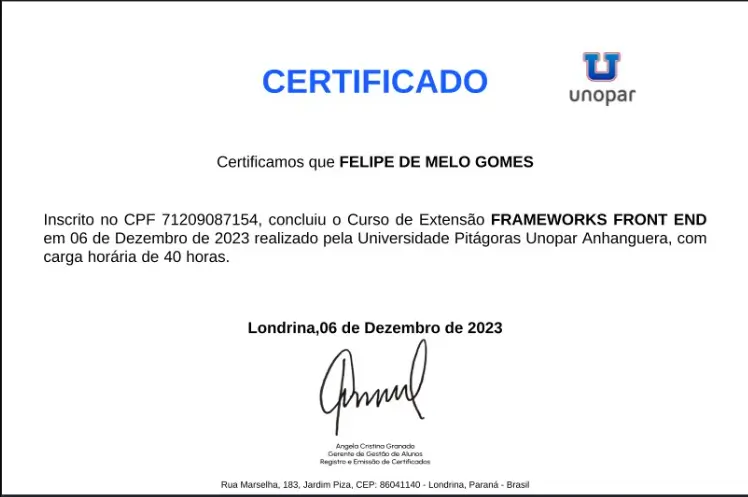 CERTIFICADO
unopar
Certificamos que FELIPE DE MELO GOMES
Inscrito no CPF 71209087154, concluiu o Curso de Extensão FRAMEWORKS FRONT END
em 06 de Dezembro de 2023 realizado pela Universidade Pitágoras Unopar Anhanguera, com
carga horária de 40 horas.
Londrina,06 de Dezembro de 2023
Angela Cristina Granado
Gerente de Gestão de Alunos
Registro e Emissão de Certificados
Rua Marselha, 183, Jardim Piza, CEP: 86041140 - Londrina, Paraná - Brasil